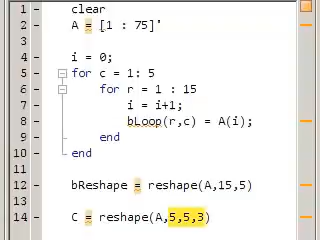 1 clear
2 A = [1 : 75]'
3
4 i = 0;
5 for c = 1: 5
6 for r = 1 : 15
7 i = i+1;
8 bLoop(r,c) = A(i);
9 end
10 end
11
12 bReshape = reshape(A,15,5)
13
14 C = reshape(A,5,5,3)